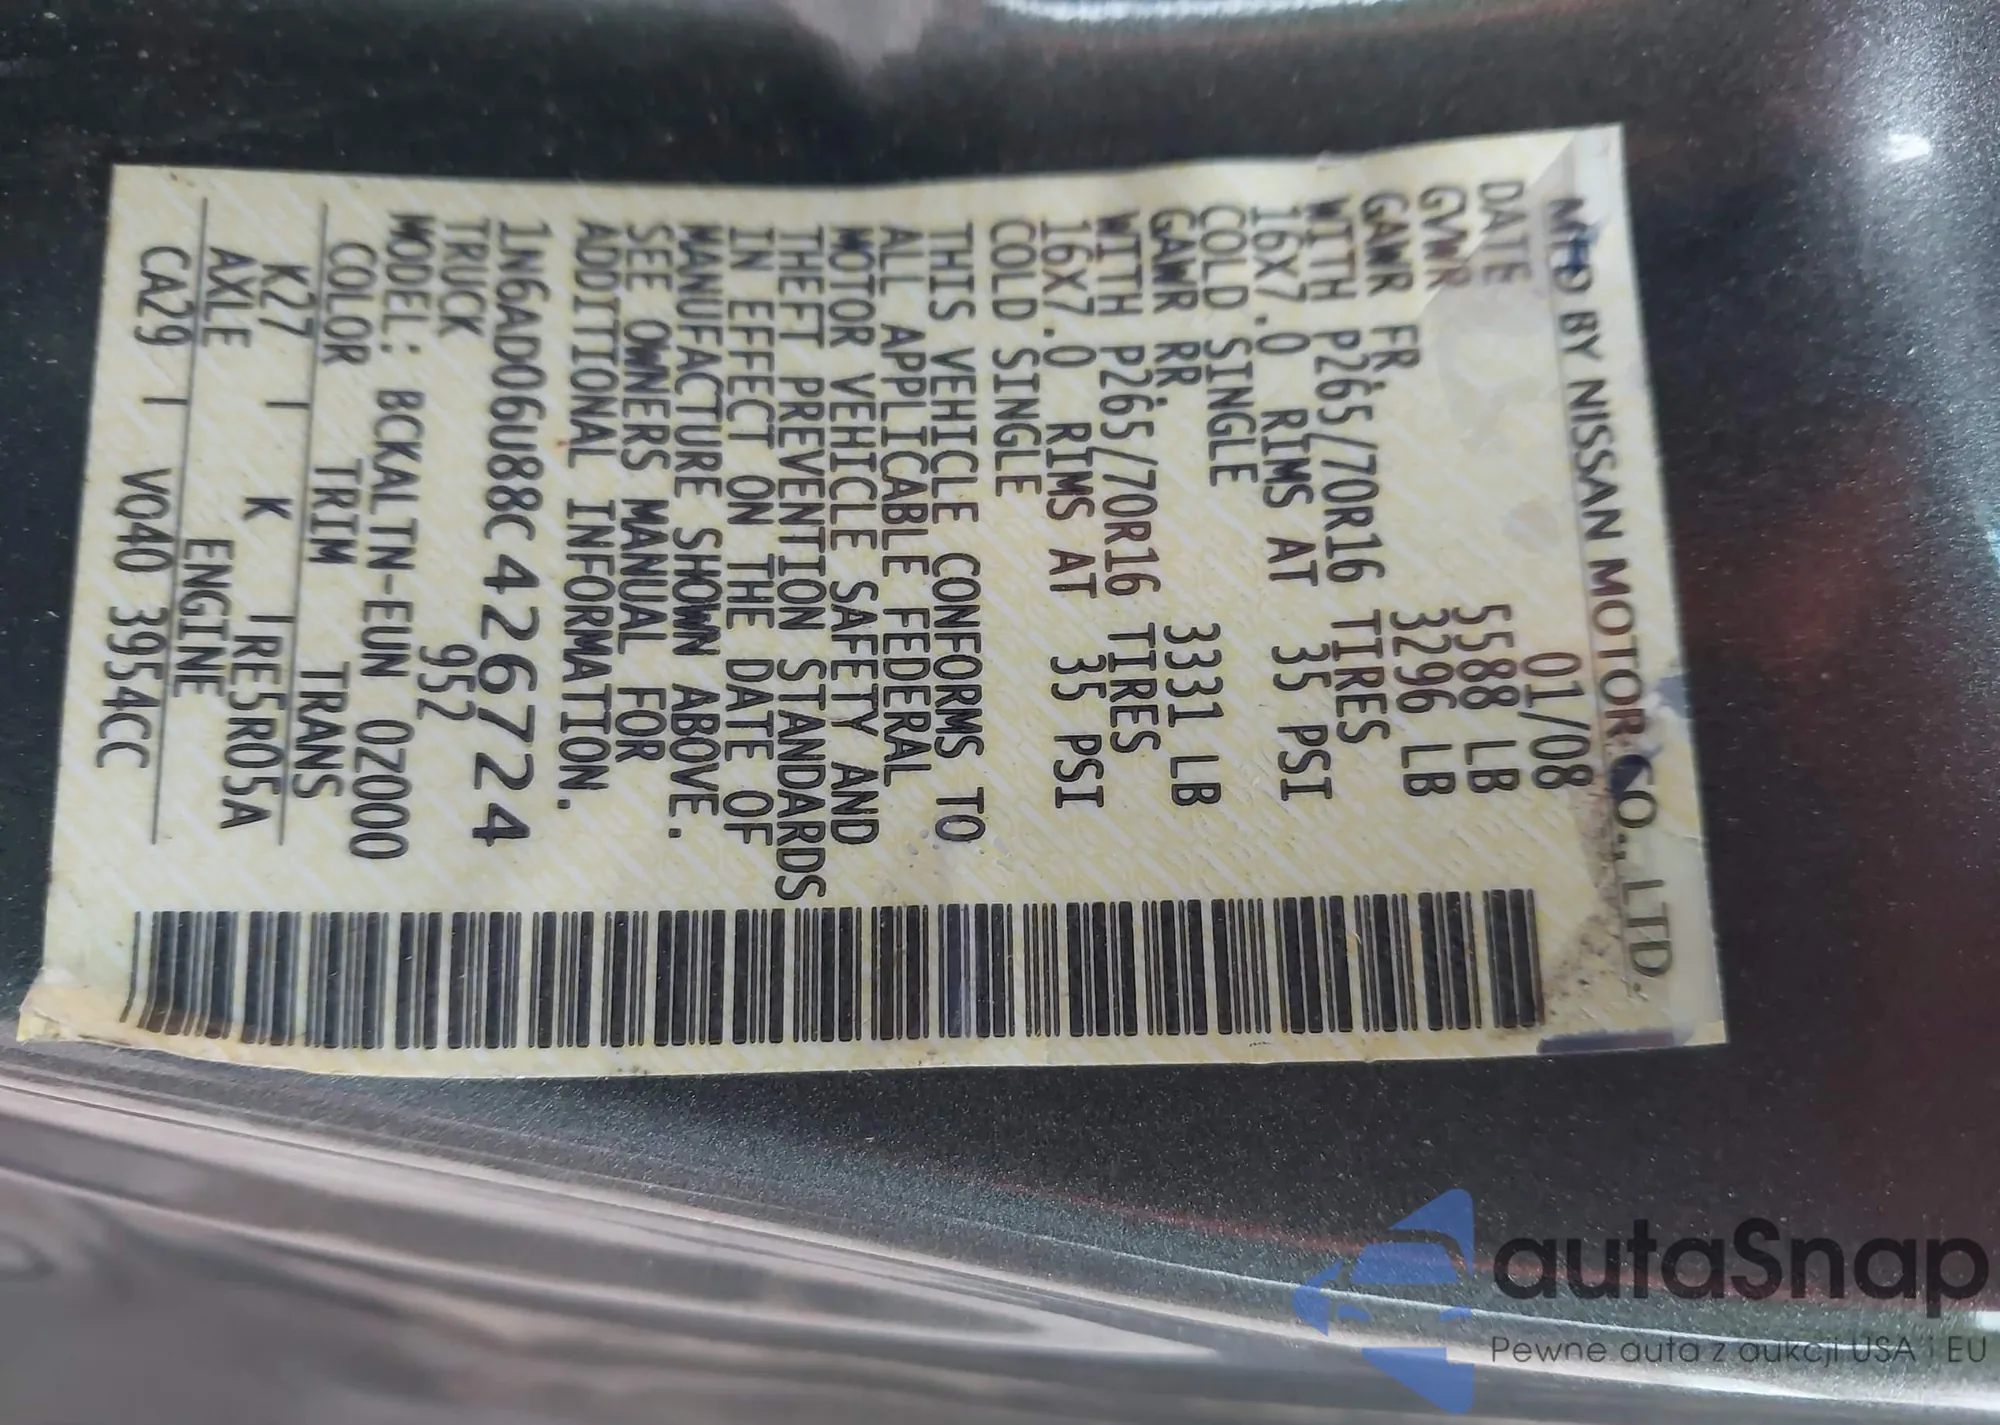 MFD BY NISSAN MOTOR CO., LTD.
DATE 01/08
GVWR 5588 LB
GAWR FR. 3296 LB
WITH P265/70R16 TIRES
16X7.0 RIMS AT 35 PSI
COLD SINGLE
GAWR RR. 3331 LB
WITH P265/70R16 TIRES
16X7.0 RIMS AT 35 PSI
COLD SINGLE
THIS VEHICLE CONFORMS TO
ALL APPLICABLE FEDERAL
MOTOR VEHICLE SAFETY AND
THEFT PREVENTION STANDARDS
IN EFFECT ON THE DATE OF
MANUFACTURE SHOWN ABOVE.
SEE OWNERS MANUAL FOR
ADDITIONAL INFORMATION.
1N6AD06U88C426724
TRUCK 952
MODEL: BCKALTN-EUN 0Z000
COLOR TRIM TRANS
K27 | K |RE5R05A
AXLE ENGINE
CA29 | VQ40 3954CC
autaSnap
Pewne auta z aukcji USA i EU